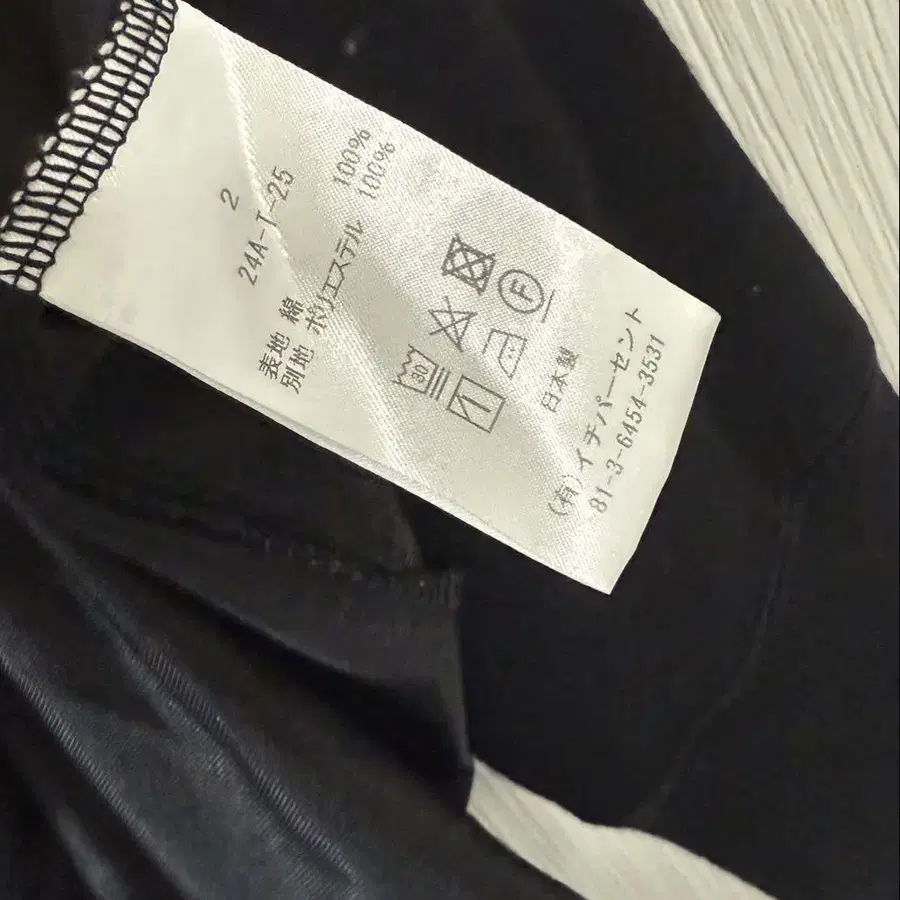 2
24A-T-25
表地 綿 100%
別地 ポリエステル 100%
30
F
日本製
(有)イチパーセント
81-3-6454-3531